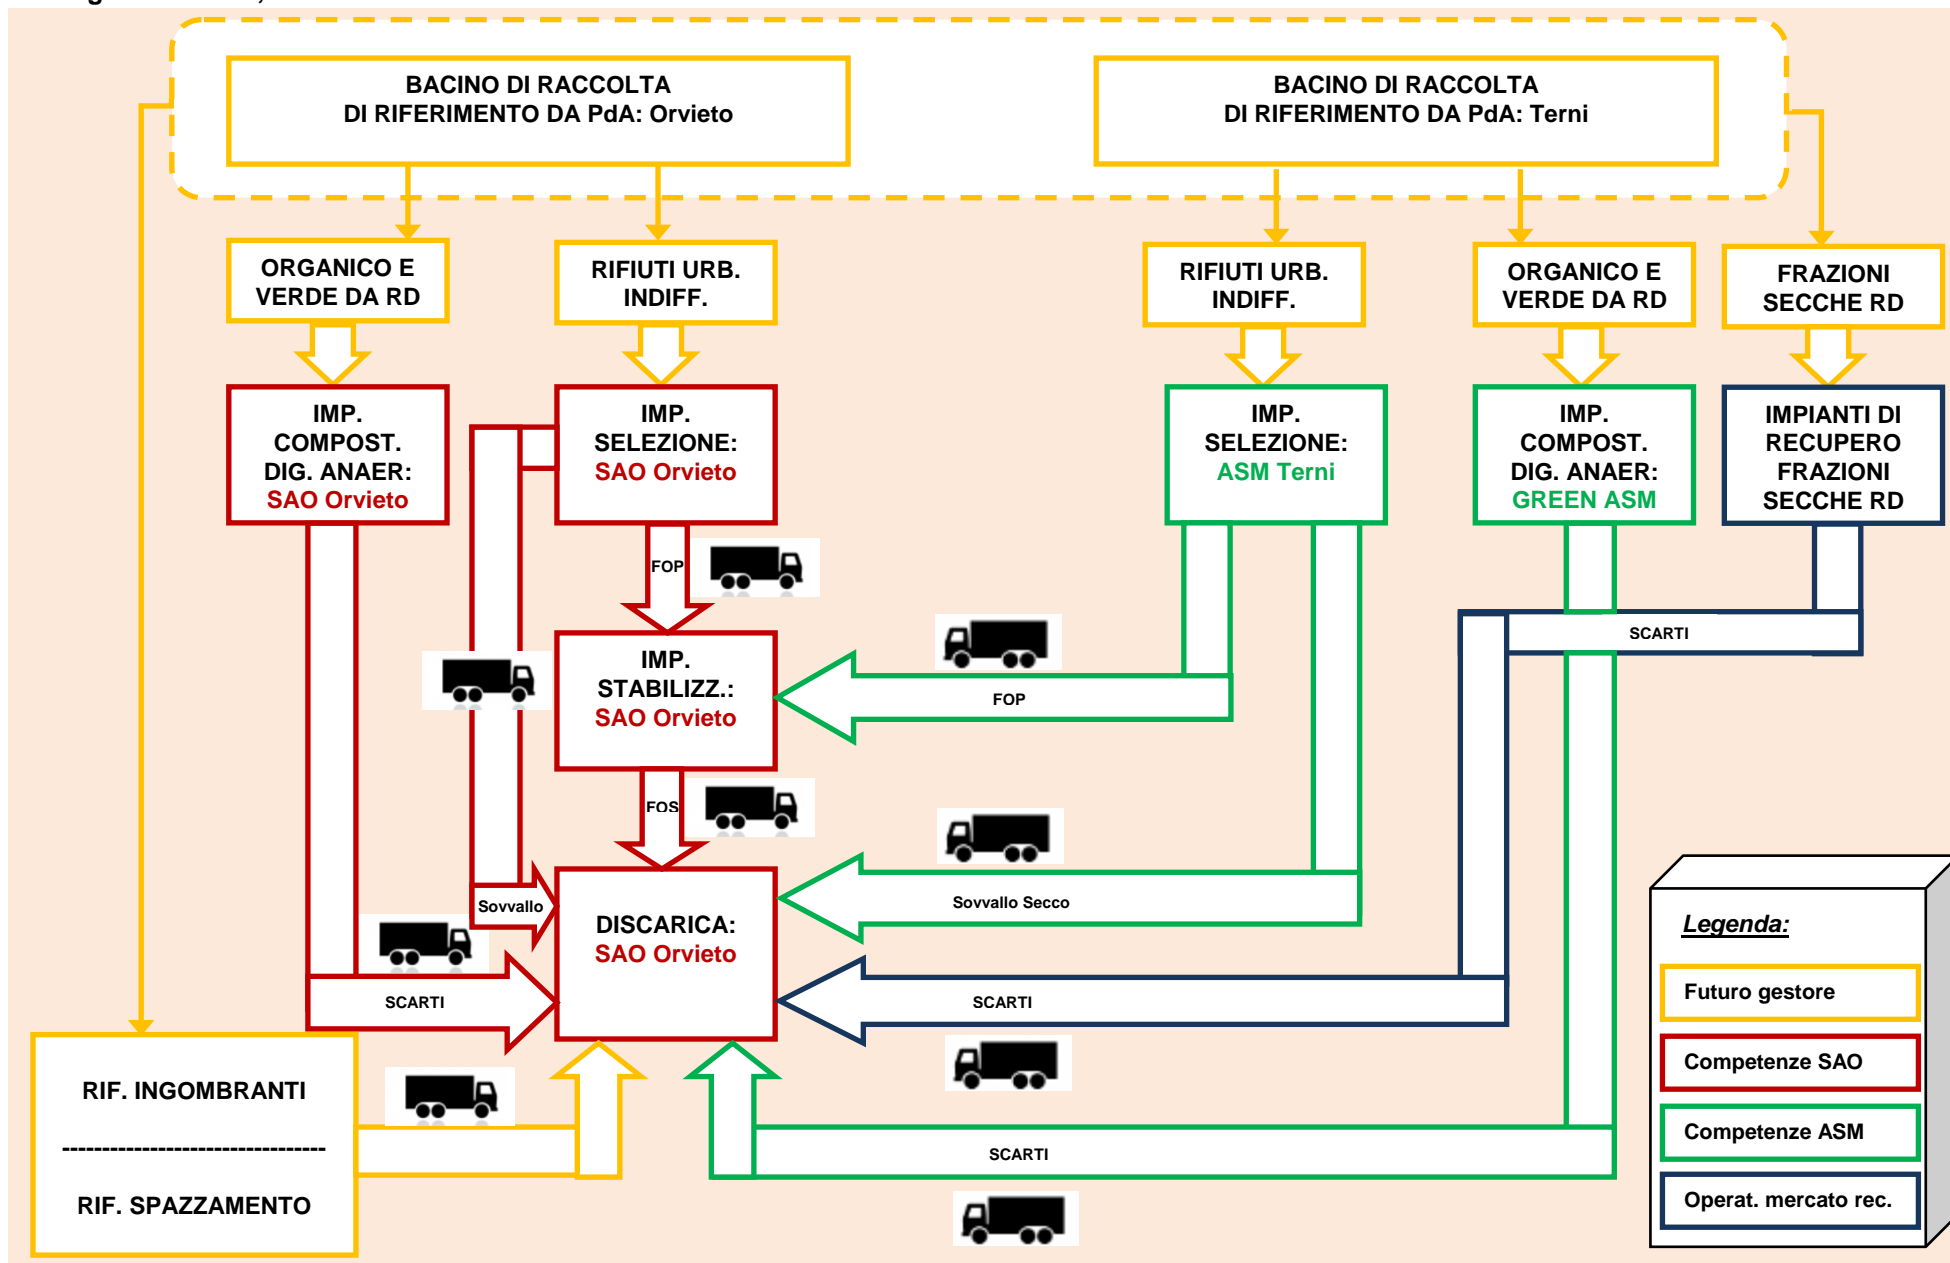 BACINO DI RACCOLTA
DI RIFERIMENTO DA PdA: Orvieto
BACINO DI RACCOLTA
DI RIFERIMENTO DA PdA: Terni
ORGANICO E
VERDE DA RD
RIFIUTI URB.
INDIFF.
RIFIUTI URB.
INDIFF.
ORGANICO E
VERDE DA RD
FRAZIONI
SECCHE RD
IMP.
COMPOST.
DIG. ANAER:
SAO Orvieto
IMP.
SELEZIONE:
SAO Orvieto
IMP.
SELEZIONE:
ASM Terni
IMP.
COMPOST.
DIG. ANAER:
GREEN ASM
IMPIANTI DI
RECUPERO
FRAZIONI
SECCHE RD
FOP
SCARTI
IMP.
STABILIZZ.:
SAO Orvieto
FOP
FOS
Sovvallo
Sovvallo Secco
DISCARICA:
SAO Orvieto
SCARTI
SCARTI
RIF. INGOMBRANTI
---------------------------------
RIF. SPAZZAMENTO
SCARTI
Legenda:
Futuro gestore
Competenze SAO
Competenze ASM
Operat. mercato rec.